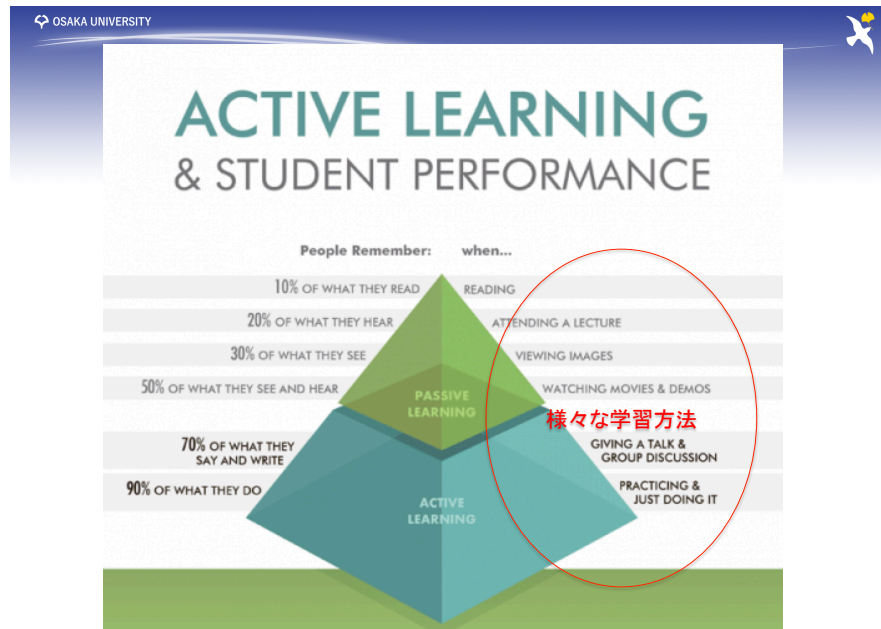 OSAKA UNIVERSITY
ACTIVE LEARNING
& STUDENT PERFORMANCE
People Remember: when...
10% OF WHAT THEY READ READING
20% OF WHAT THEY HEAR ATTENDING A LECTURE
30% OF WHAT THEY SEE VIEWING IMAGES
50% OF WHAT THEY SEE AND HEAR WATCHING MOVIES & DEMOS
PASSIVE
LEARNING
様々な学習方法
70% OF WHAT THEY
SAY AND WRITE
GIVING A TALK &
GROUP DISCUSSION
90% OF WHAT THEY DO
PRACTICING &
JUST DOING IT
ACTIVE
LEARNING